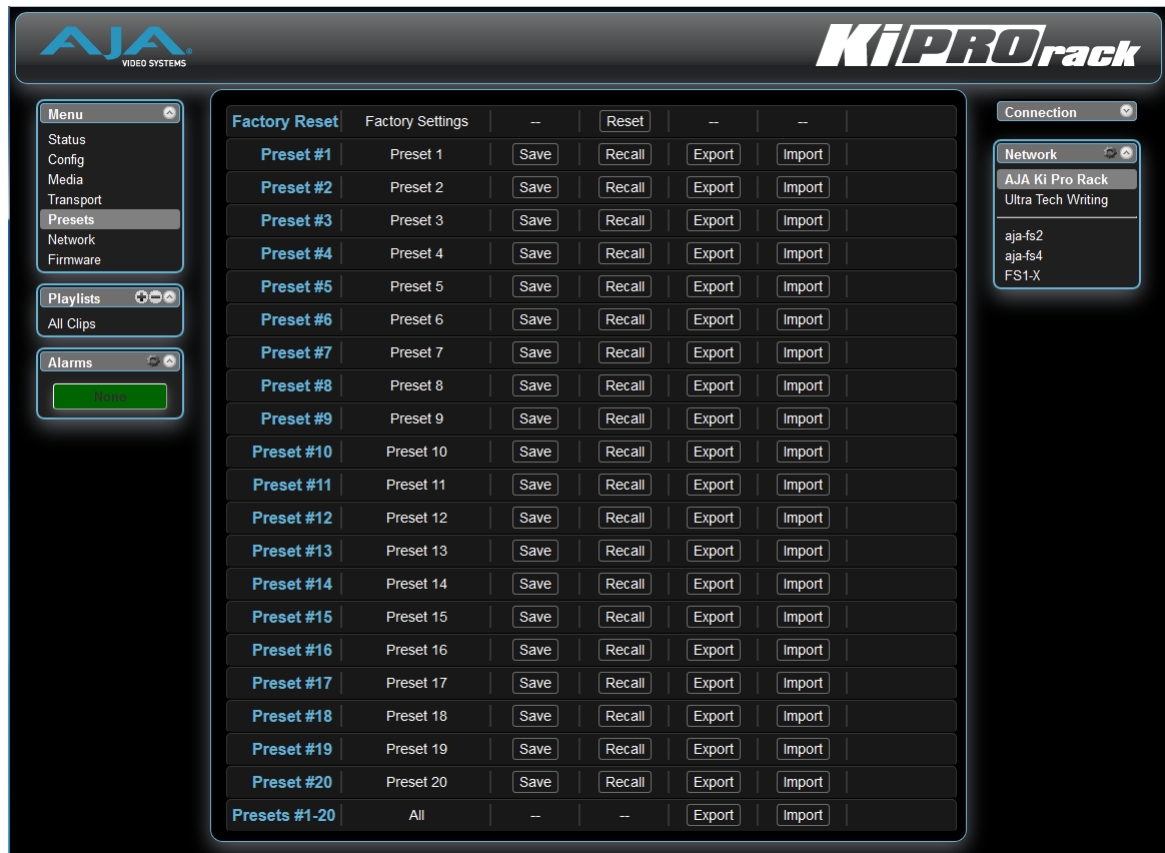 AJA
VIDEO SYSTEMS
Ki PRO rack
Menu
Status
Config
Media
Transport
Presets
Network
Firmware
Playlists
All Clips
Alarms
None
Factory Reset Factory Settings -- Reset -- --
Preset #1 Preset 1 Save Recall Export Import
Preset #2 Preset 2 Save Recall Export Import
Preset #3 Preset 3 Save Recall Export Import
Preset #4 Preset 4 Save Recall Export Import
Preset #5 Preset 5 Save Recall Export Import
Preset #6 Preset 6 Save Recall Export Import
Preset #7 Preset 7 Save Recall Export Import
Preset #8 Preset 8 Save Recall Export Import
Preset #9 Preset 9 Save Recall Export Import
Preset #10 Preset 10 Save Recall Export Import
Preset #11 Preset 11 Save Recall Export Import
Preset #12 Preset 12 Save Recall Export Import
Preset #13 Preset 13 Save Recall Export Import
Preset #14 Preset 14 Save Recall Export Import
Preset #15 Preset 15 Save Recall Export Import
Preset #16 Preset 16 Save Recall Export Import
Preset #17 Preset 17 Save Recall Export Import
Preset #18 Preset 18 Save Recall Export Import
Preset #19 Preset 19 Save Recall Export Import
Preset #20 Preset 20 Save Recall Export Import
Presets #1-20 All -- -- Export Import
Connection
Network
AJA Ki Pro Rack
Ultra Tech Writing
aja-fs2
aja-fs4
FS1-X